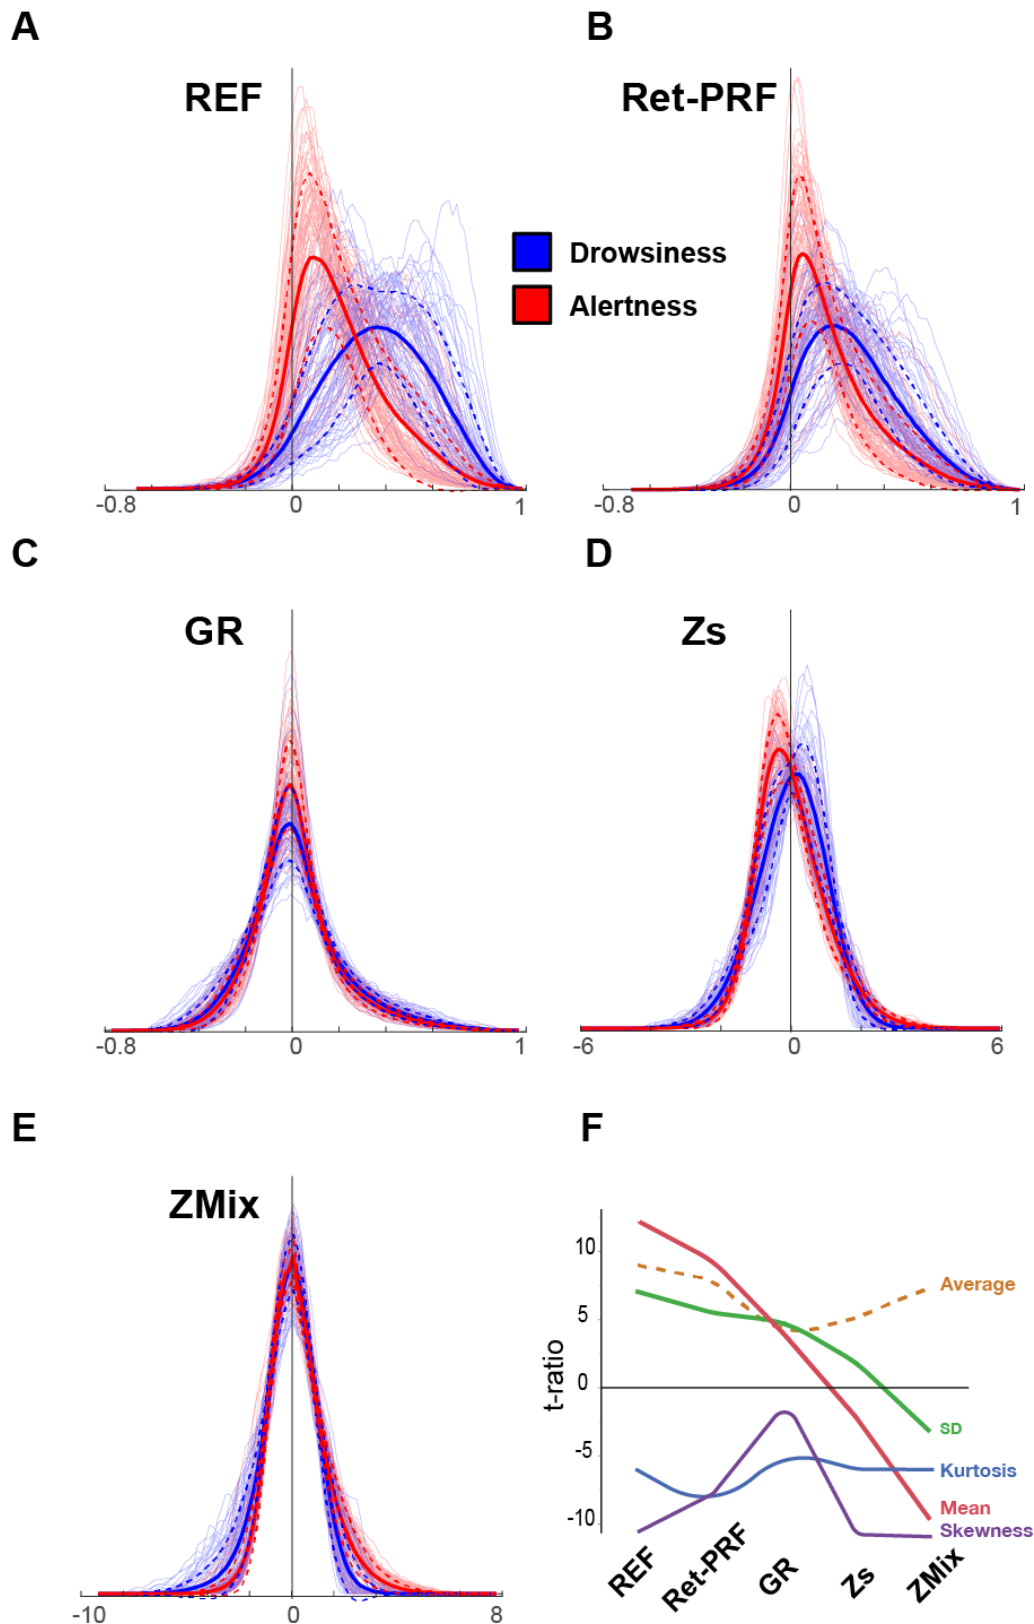 A
B
REF
Ret-PRF
Drowsiness
Alertness
-0.8 0 1
-0.8 0 1
C
D
GR
Zs
-0.8 0 1
-6 0 6
E
F
ZMix
-10 0 8
10
5
0
-5
-10
t-ratio
Average
SD
Kurtosis
Mean
Skewness
REF Ret-PRF GR Zs ZMix